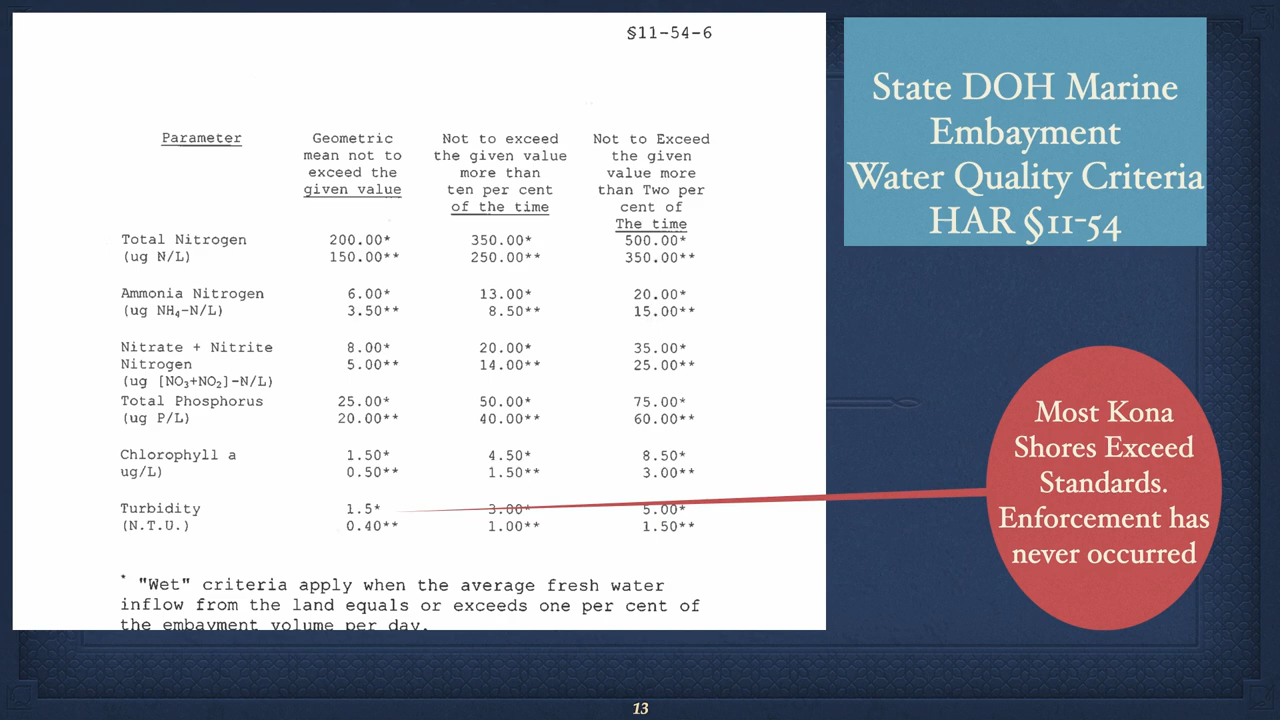 §11-54-6
Parameter
Geometric
mean not to
exceed the
given value
Not to exceed
the given value
more than
ten per cent
of the time
Not to Exceed
the given
value more
than Two per
cent of
The time
Total Nitrogen 200.00* 350.00* 500.00*
(ug N/L) 150.00** 250.00** 350.00**
Ammonia Nitrogen 6.00* 13.00* 20.00*
(ug NH₄-N/L) 3.50** 8.50** 15.00**
Nitrate + Nitrite 8.00* 20.00* 35.00*
Nitrogen 5.00** 14.00** 25.00**
(ug [NO₃+NO₂]-N/L)
Total Phosphorus 25.00* 50.00* 75.00*
(ug P/L) 20.00** 40.00** 60.00**
Chlorophyll a 1.50* 4.50* 8.50*
ug/L) 0.50** 1.50** 3.00**
Turbidity 1.5* 3.00* 5.00*
(N.T.U.) 0.40** 1.00** 1.50**
* "Wet" criteria apply when the average fresh water
inflow from the land equals or exceeds one per cent of
the embayment volume per day.
State DOH Marine
Embayment
Water Quality Criteria
HAR §11-54
Most Kona
Shores Exceed
Standards.
Enforcement has
never occurred
13